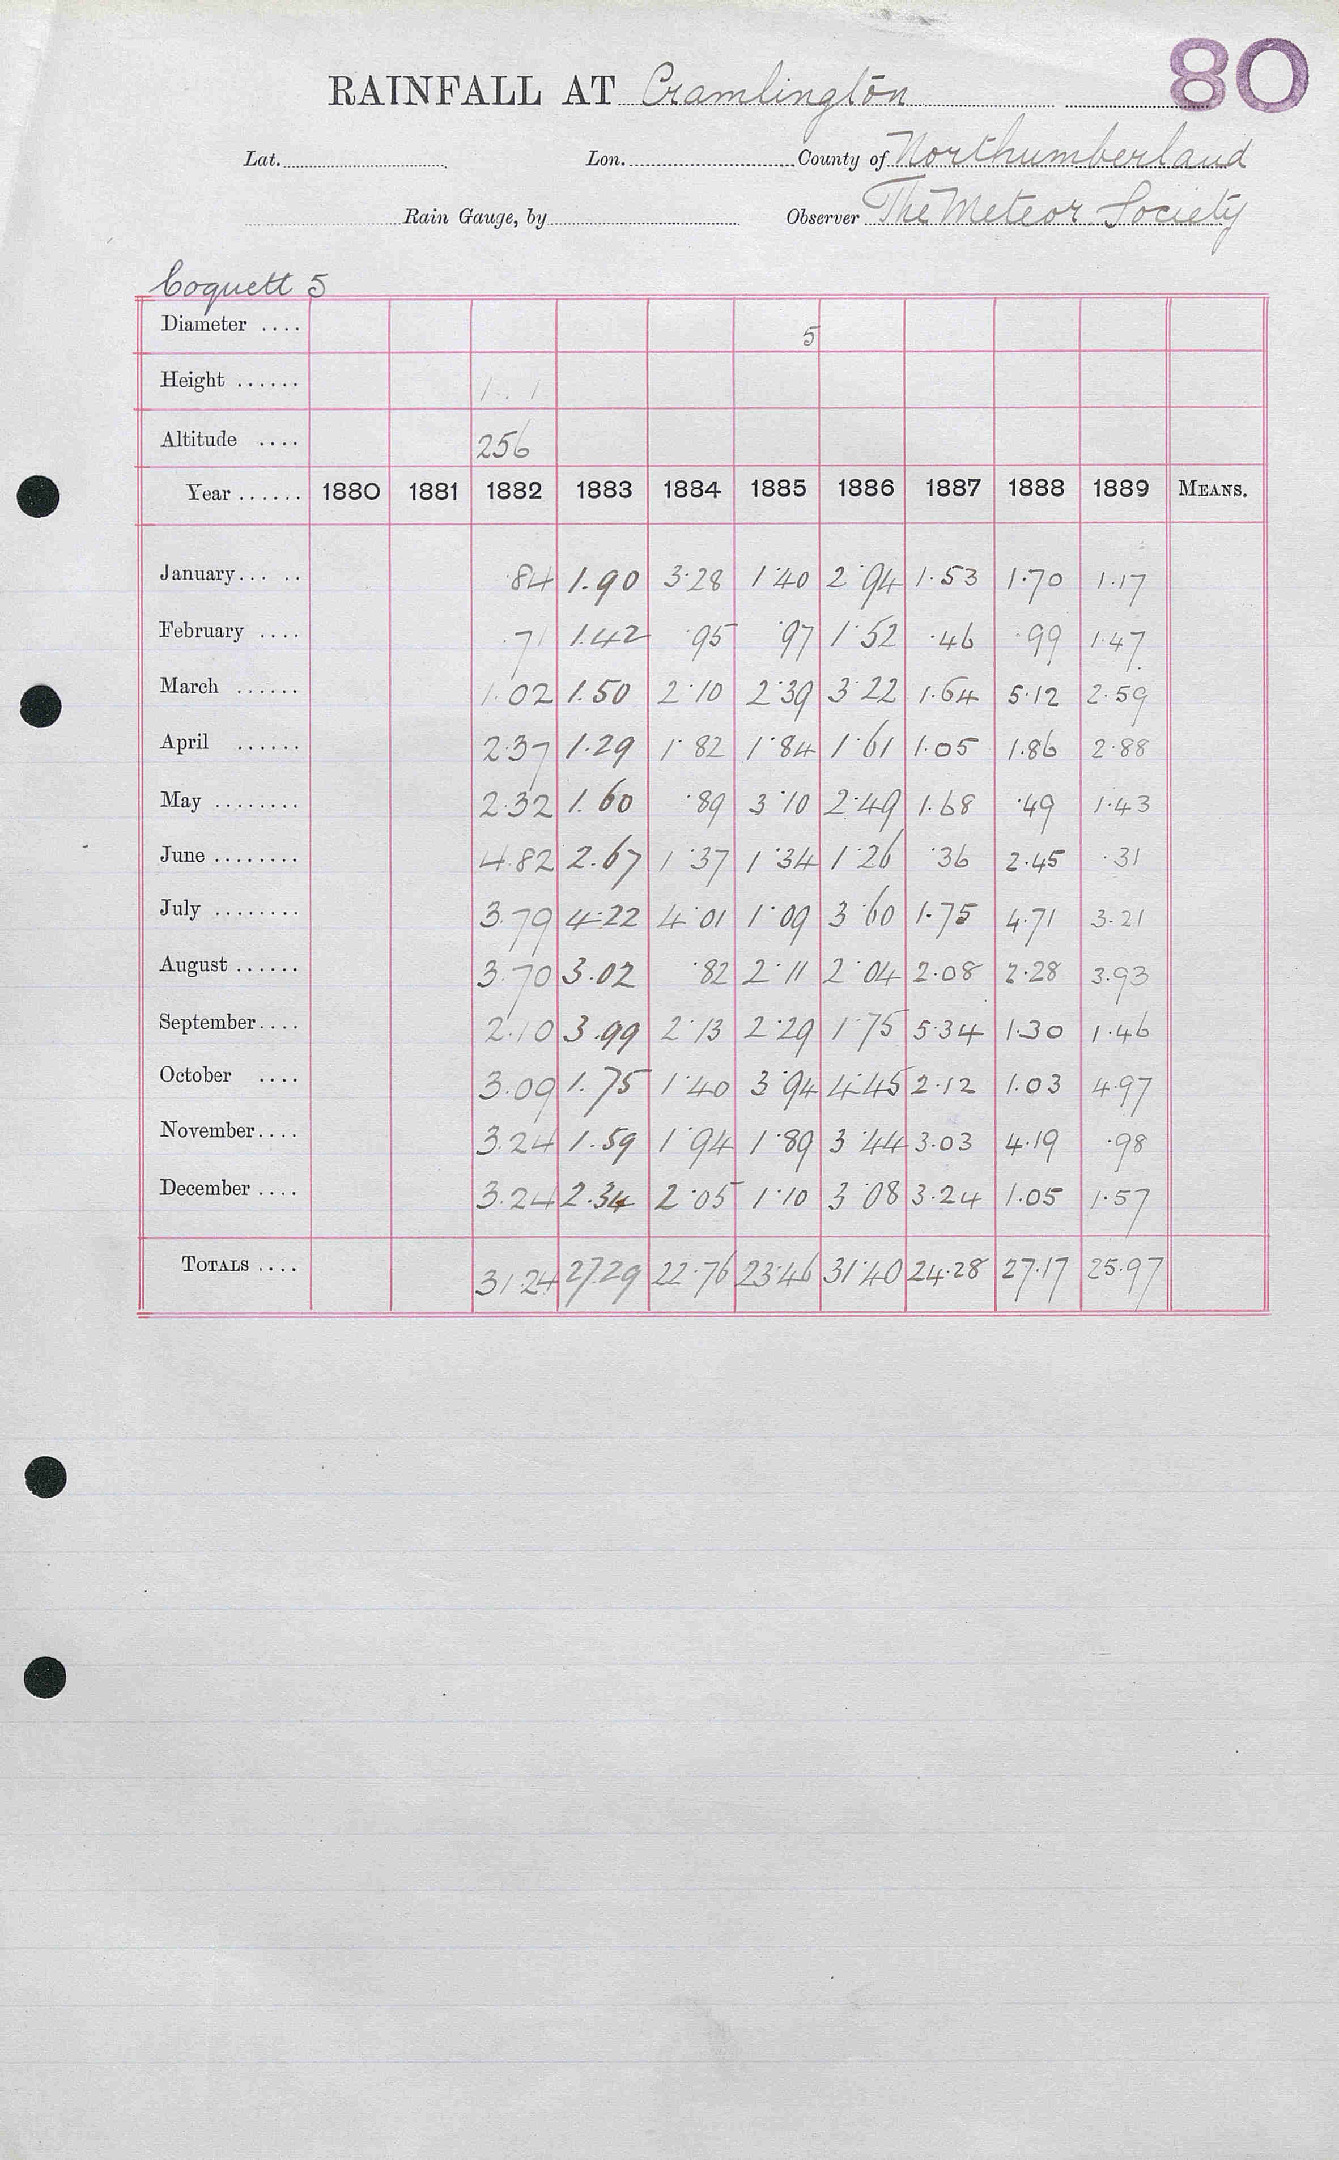 80
RAINFALL AT Cramlington
Lat. Lon. County of Northumberland
Rain Gauge, by Observer The Meteor. Society
Coquett 5
Diameter .... 5
Height ...... 1 . 1
Altitude .... 256
Year ...... 1880 1881 1882 1883 1884 1885 1886 1887 1888 1889 MEANS.
January... .. .84 1.90 3.28 1.40 2.94 1.53 1.70 1.17
February .... .71 1.42 .95 .97 1.52 .46 .99 1.47
March ...... 1.02 1.50 2.10 2.39 3.22 1.64 5.12 2.59
April ...... 2.37 1.29 1.82 1.84 1.61 1.05 1.86 2.88
May ........ 2.32 1.60 .89 3.10 2.49 1.68 .49 1.43
June ........ 4.82 2.67 1.37 1.34 1.26 .36 2.45 .31
July ........ 3.79 4.22 4.01 1.09 3.60 1.75 4.71 3.21
August ...... 3.70 3.02 .82 2.11 2.04 2.08 2.28 3.93
September.... 2.10 3.99 2.13 2.29 1.75 5.34 1.30 1.46
October .... 3.09 1.75 1.40 3.94 4.45 2.12 1.03 4.97
November.... 3.24 1.59 1.94 1.89 3.44 3.03 4.19 .98
December .... 3.24 2.34 2.05 1.10 3.08 3.24 1.05 1.57
TOTALS .... 31.24 27.29 22.76 23.46 31.40 24.28 27.17 25.97